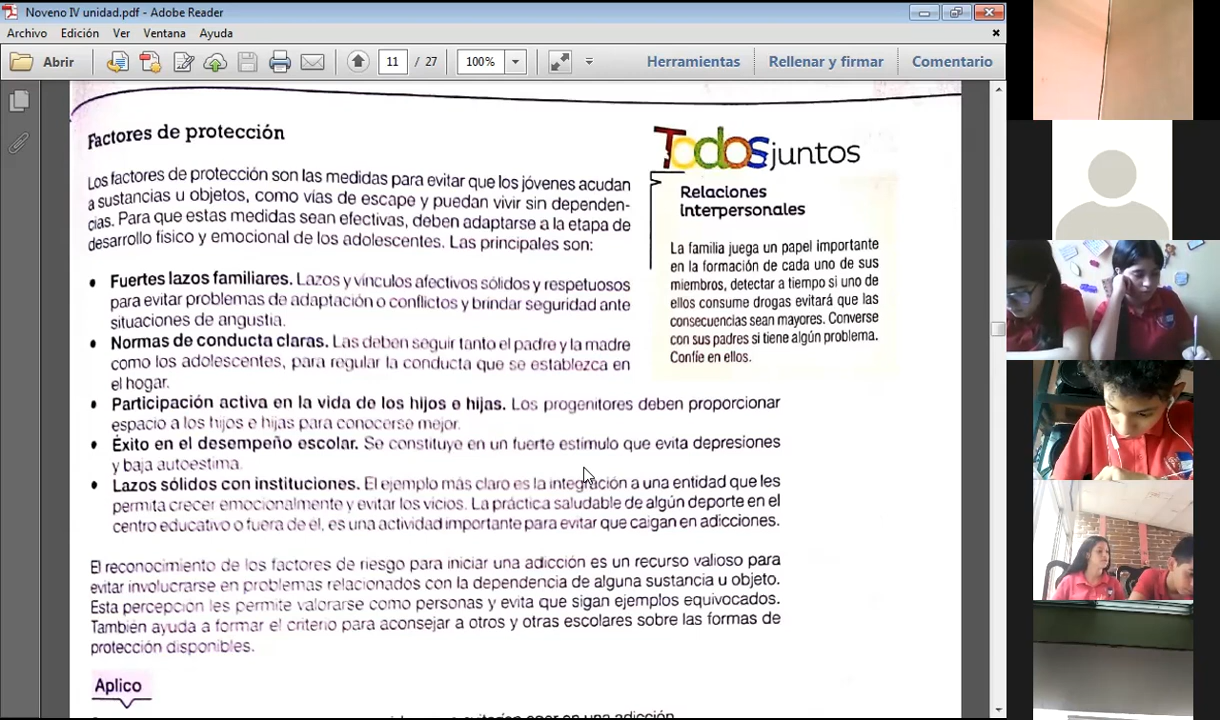 Noveno IV unidad.pdf - Adobe Reader
Archivo Edición Ver Ventana Ayuda
Abrir 11 / 27 100% Herramientas Rellenar y firmar Comentario
Factores de protección
Los factores de protección son las medidas para evitar que los jóvenes acudan
a sustancias u objetos, como vías de escape y puedan vivir sin dependen-
cias. Para que estas medidas sean efectivas, deben adaptarse a la etapa de
desarrollo físico y emocional de los adolescentes. Las principales son:
• Fuertes lazos familiares. Lazos y vínculos afectivos sólidos y respetuosos
para evitar problemas de adaptación o conflictos y brindar seguridad ante
situaciones de angustia.
• Normas de conducta claras. Las deben seguir tanto el padre y la madre
como los adolescentes, para regular la conducta que se establezca en
el hogar.
• Participación activa en la vida de los hijos e hijas. Los progenitores deben proporcionar
espacio a los hijos e hijas para conocerse mejor.
• Éxito en el desempeño escolar. Se constituye en un fuerte estímulo que evita depresiones
y baja autoestima.
• Lazos sólidos con instituciones. El ejemplo más claro es la integración a una entidad que les
permita crecer emocionalmente y evitar los vicios. La práctica saludable de algún deporte en el
centro educativo o fuera de él, es una actividad importante para evitar que caigan en adicciones.
El reconocimiento de los factores de riesgo para iniciar una adicción es un recurso valioso para
evitar involucrarse en problemas relacionados con la dependencia de alguna sustancia u objeto.
Esta percepción les permite valorarse como personas y evita que sigan ejemplos equivocados.
También ayuda a formar el criterio para aconsejar a otros y otras escolares sobre las formas de
protección disponibles.
Todos juntos
Relaciones
interpersonales
La familia juega un papel importante
en la formación de cada uno de sus
miembros, detectar a tiempo si uno de
ellos consume drogas evitará que las
consecuencias sean mayores. Converse
con sus padres si tiene algún problema.
Confíe en ellos.
Aplico
en una adicción